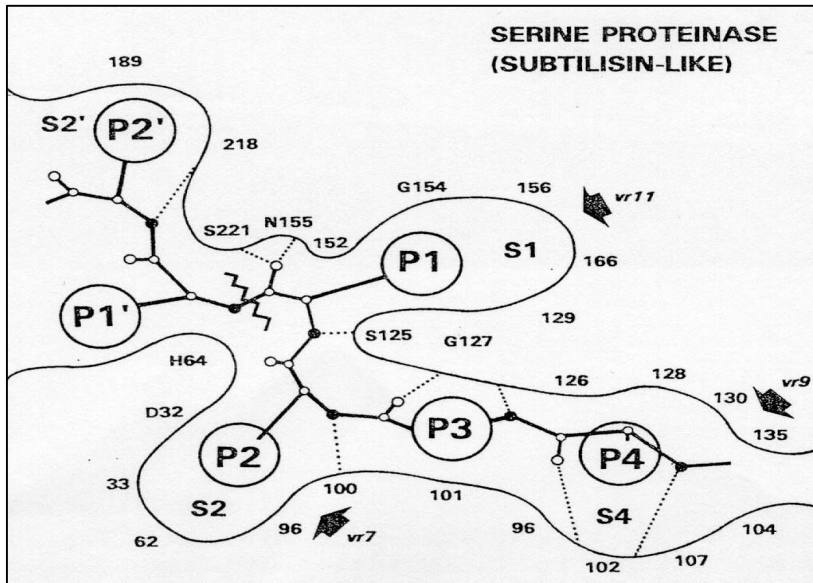 SERINE PROTEINASE
(SUBTILISIN-LIKE)
189
S2'
P2'
218
G154
156
vr11
S221
N155
152
P1
S1
166
P1'
S125
129
G127
H64
126
128
130
vr9
D32
135
P2
P3
P4
33
S2
100
101
62
96
vr7
96
S4
102
107
104